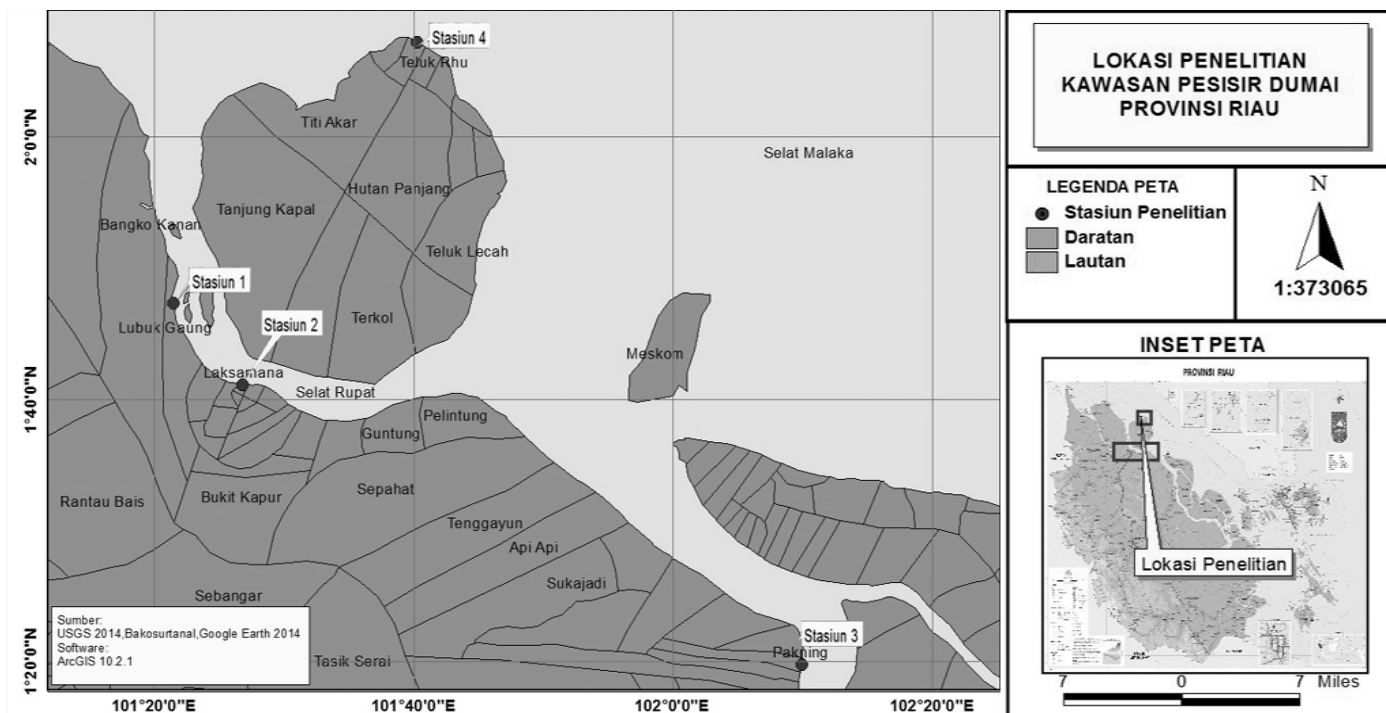 Stasiun 4
Teluk Rhu
Titi Akar
Selat Malaka
Hutan Panjang
Tanjung Kapal
Bangko Kanan
Teluk Lecah
Stasiun 1
Lubuk Gaung
Stasiun 2
Terkol
Meskom
Laksamana
Selat Rupat
Pelintung
Guntung
Rantau Bais
Bukit Kapur
Sepahat
Tenggayun
Api Api
Sukajadi
Sebangar
Stasiun 3
Pakning
Tasik Serai
Sumber:
USGS 2014,Bakosurtanal,Google Earth 2014
Software:
ArcGIS 10.2.1
2°0'0"N
1°40'0"N
1°20'0"N
101°20'0"E
101°40'0"E
102°0'0"E
102°20'0"E
LOKASI PENELITIAN
KAWASAN PESISIR DUMAI
PROVINSI RIAU
LEGENDA PETA
Stasiun Penelitian
Daratan
Lautan
N
1:373065
INSET PETA
PROVINSI RIAU
Lokasi Penelitian
7 0 7 Miles